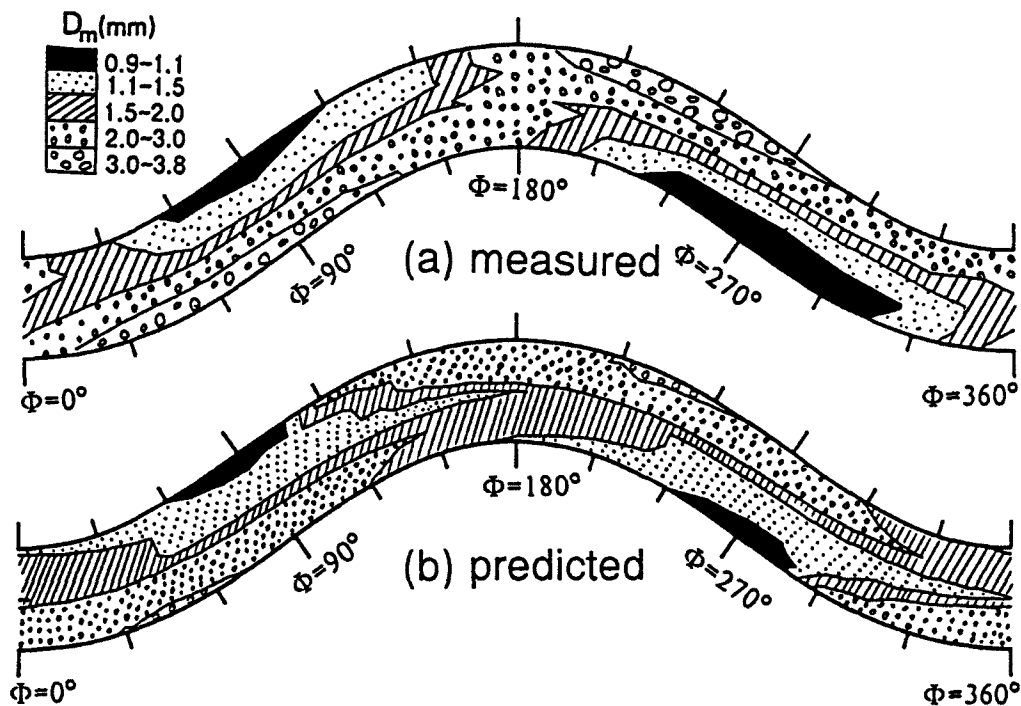 D_m(mm)
0.9~1.1
1.1~1.5
1.5~2.0
2.0~3.0
3.0~3.8
Φ=180°
Φ=90°
(a) measured
Φ=270°
Φ=0°
Φ=360°
Φ=180°
Φ=90°
(b) predicted
Φ=270°
Φ=0°
Φ=360°